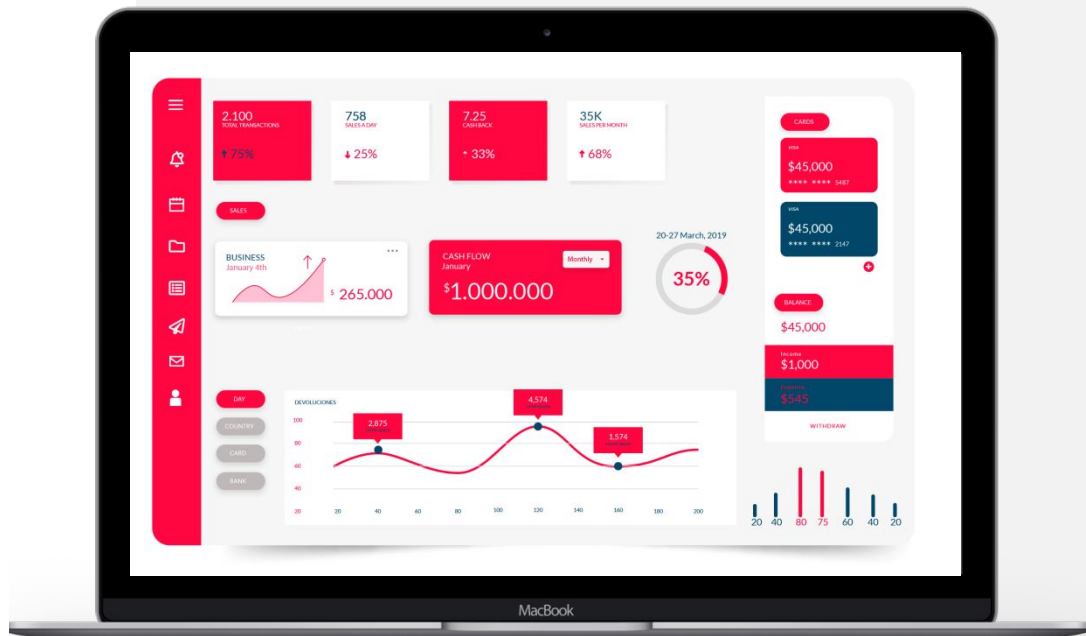 2.100
TOTAL TRANSACTIONS
75%
758
SALES A DAY
25%
7.25
CASH BACK
33%
35K
SALES PER MONTH
68%
SALES
BUSINESS
January 4th
$ 265.000
CASH FLOW
January
Monthly
$1.000.000
20-27 March, 2019
35%
CARDS
VISA
$45,000
**** **** 5487
VISA
$45,000
**** **** 2147
BALANCE
$45,000
Income
$1,000
$545
WITHDRAW
DAY
COUNTRY
CARD
BANK
DEVOLUCIONES
2,875
4,574
1,574
100
80
60
40
20
20 40 60 80 100 120 140 160 180 200
20 40 80 75 60 40 20
MacBook